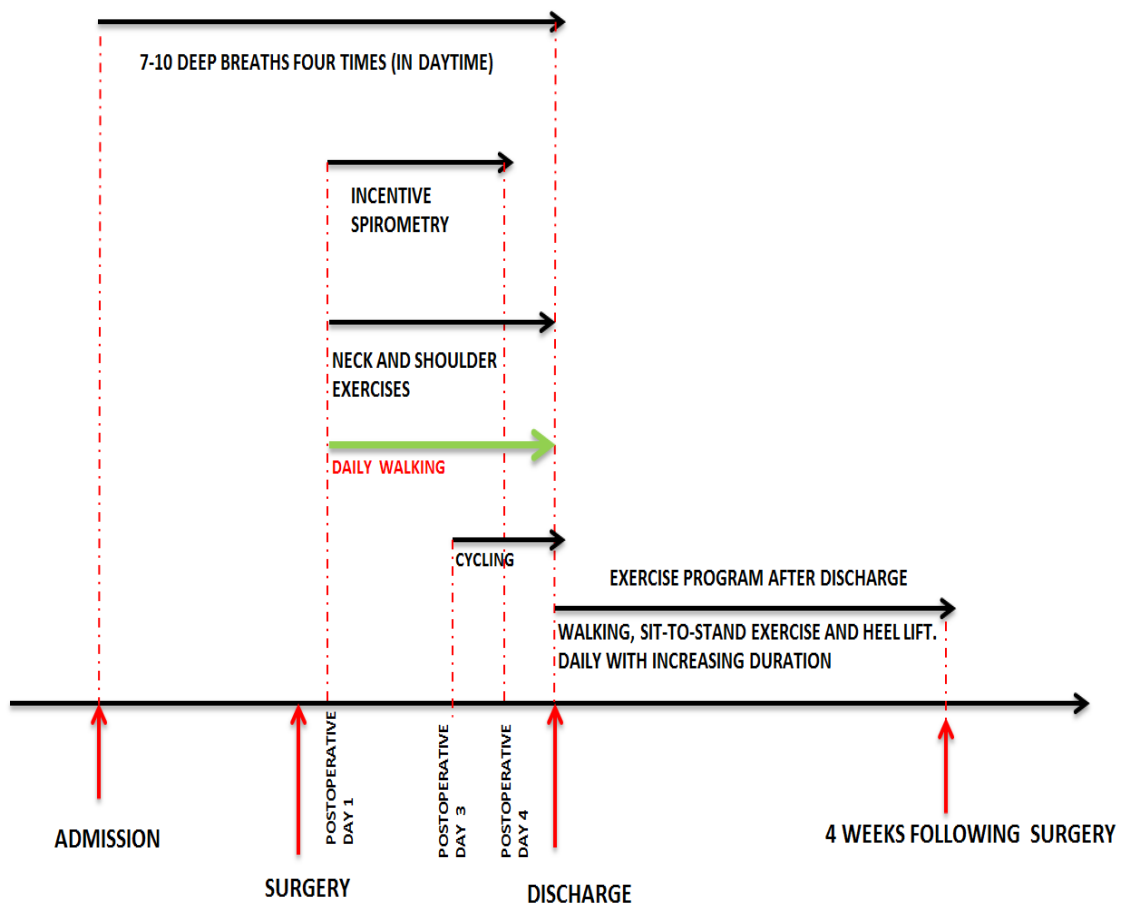 7-10 DEEP BREATHS FOUR TIMES (IN DAYTIME)
INCENTIVE
SPIROMETRY
NECK AND SHOULDER
EXERCISES
DAILY WALKING
CYCLING
EXERCISE PROGRAM AFTER DISCHARGE
WALKING, SIT-TO-STAND EXERCISE AND HEEL LIFT.
DAILY WITH INCREASING DURATION
ADMISSION
SURGERY
POSTOPERATIVE
DAY 1
POSTOPERATIVE
DAY 3
POSTOPERATIVE
DAY 4
DISCHARGE
4 WEEKS FOLLOWING SURGERY